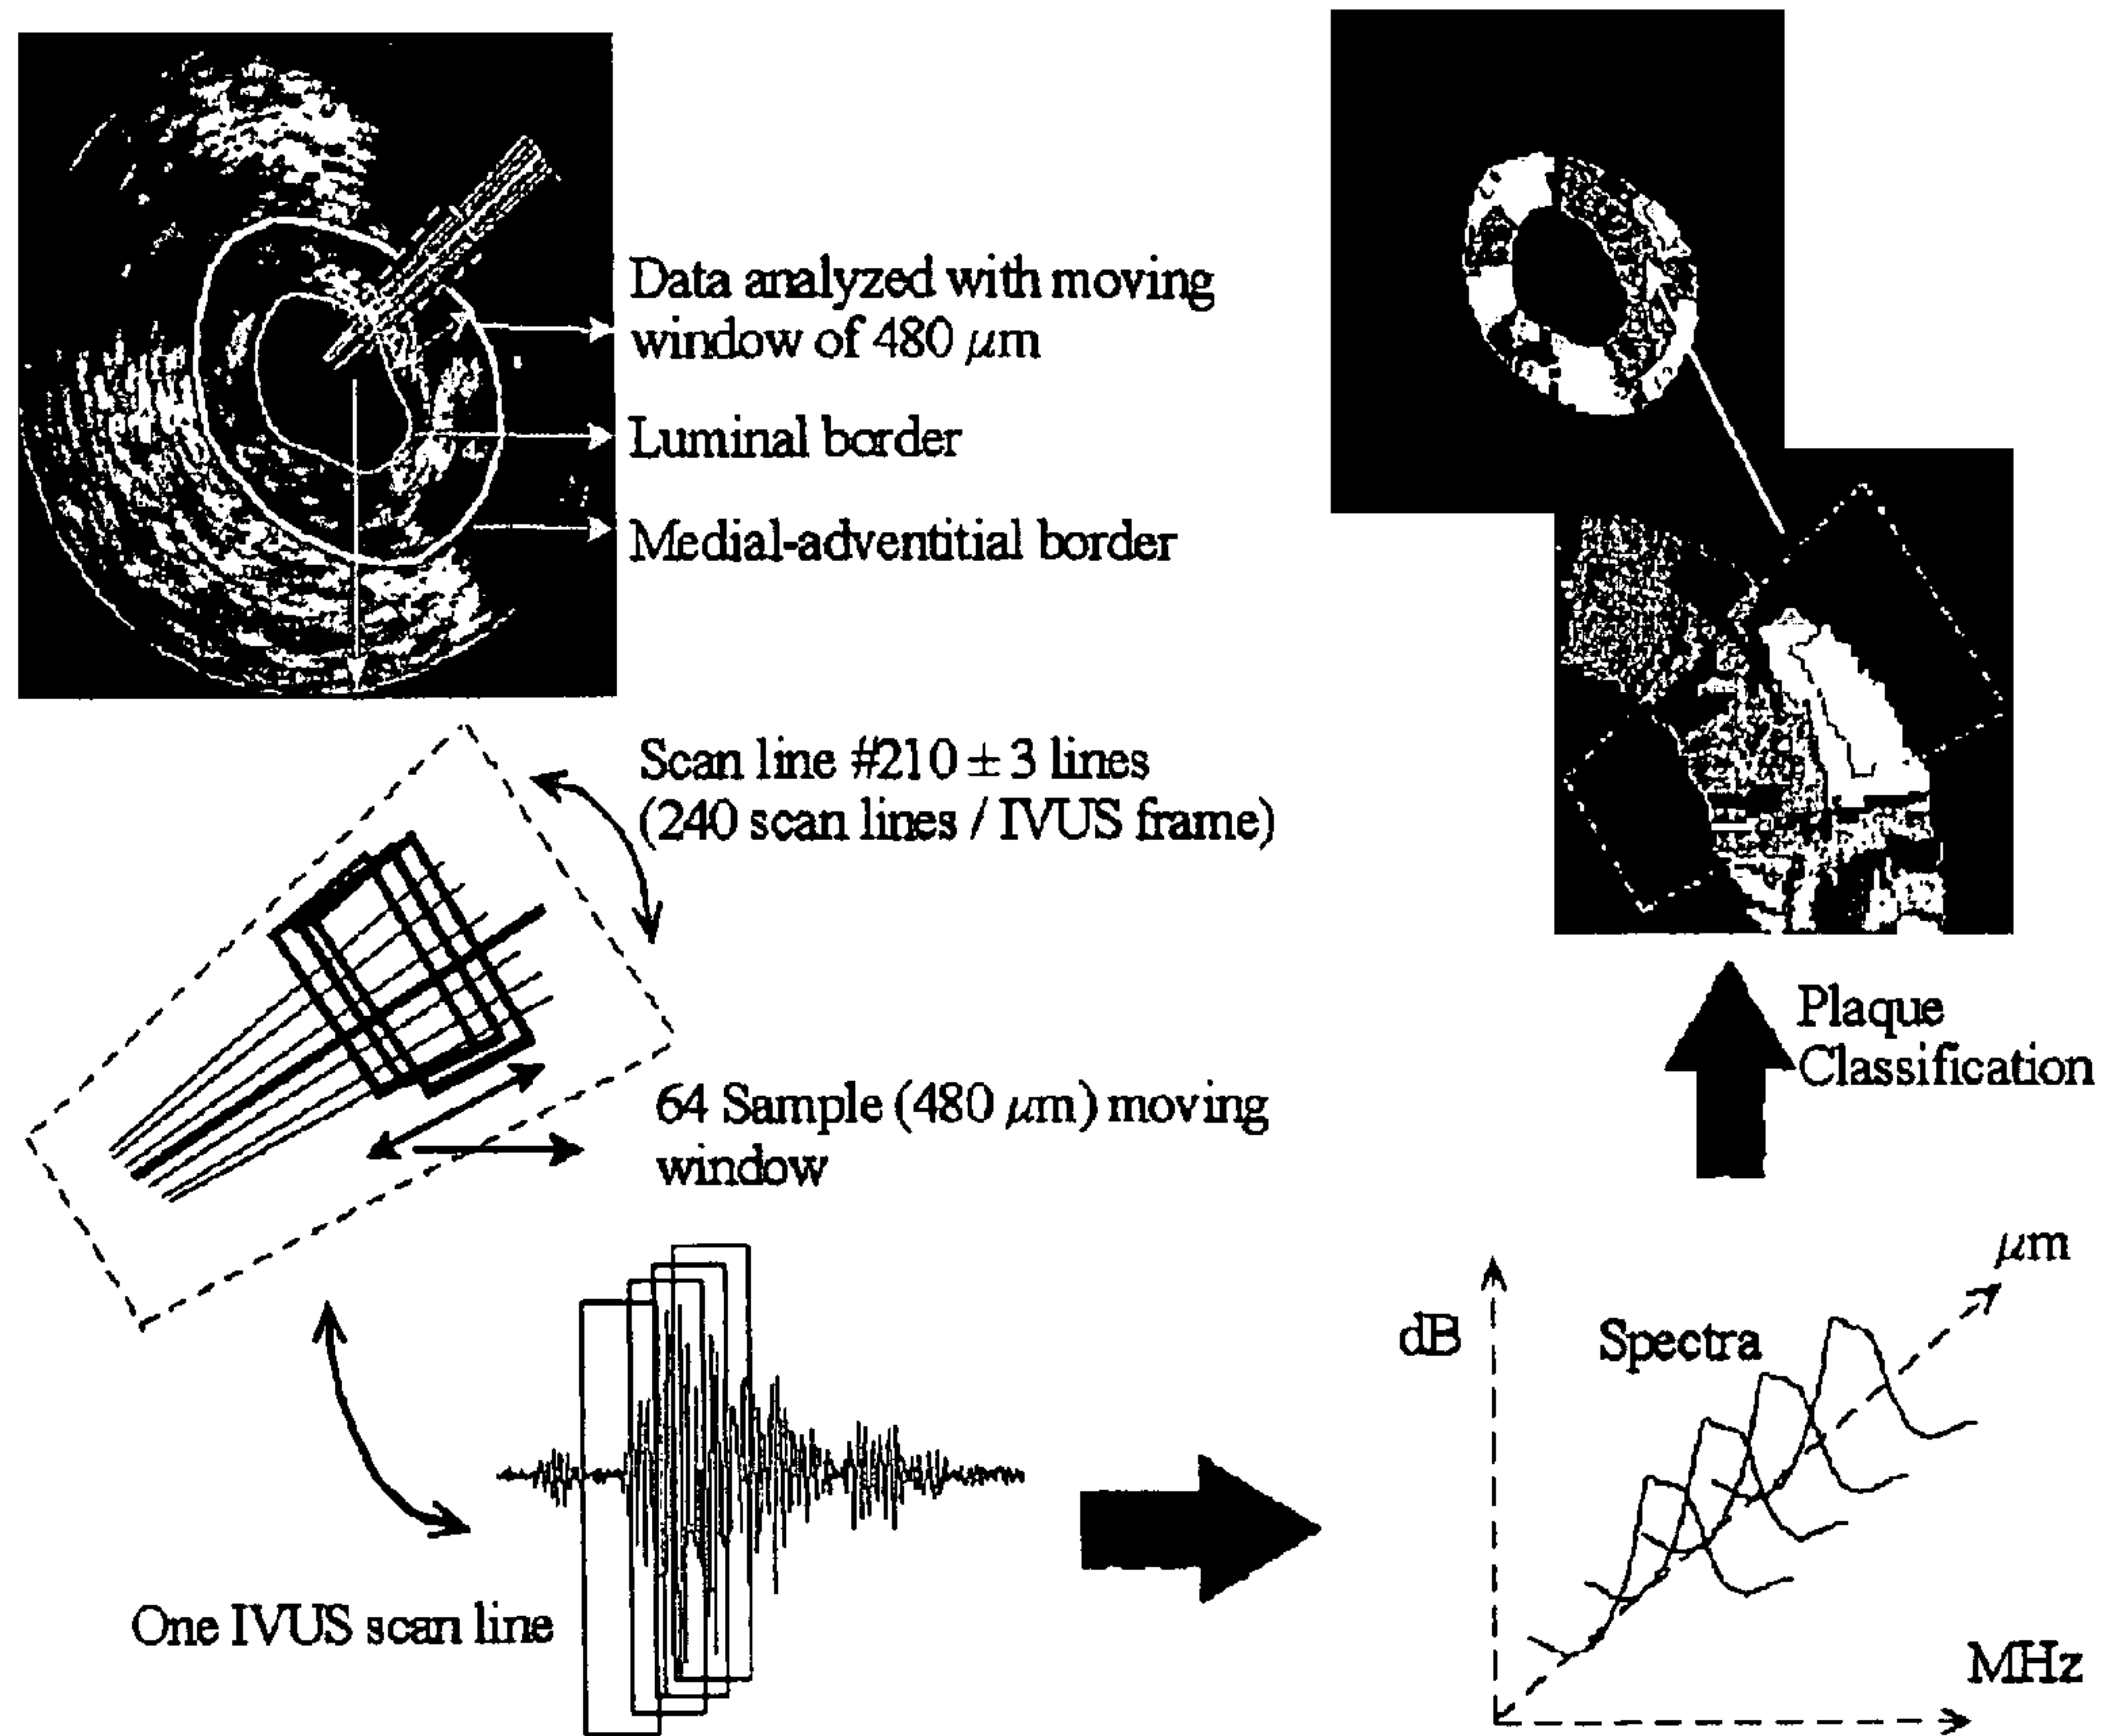 Data analyzed with moving
window of 480 μm
Luminal border
Medial-adventitial border
Scan line #210 ± 3 lines
(240 scan lines / IVUS frame)
64 Sample (480 μm) moving
window
One IVUS scan line
Plaque
Classification
μm
dB
Spectra
MHz